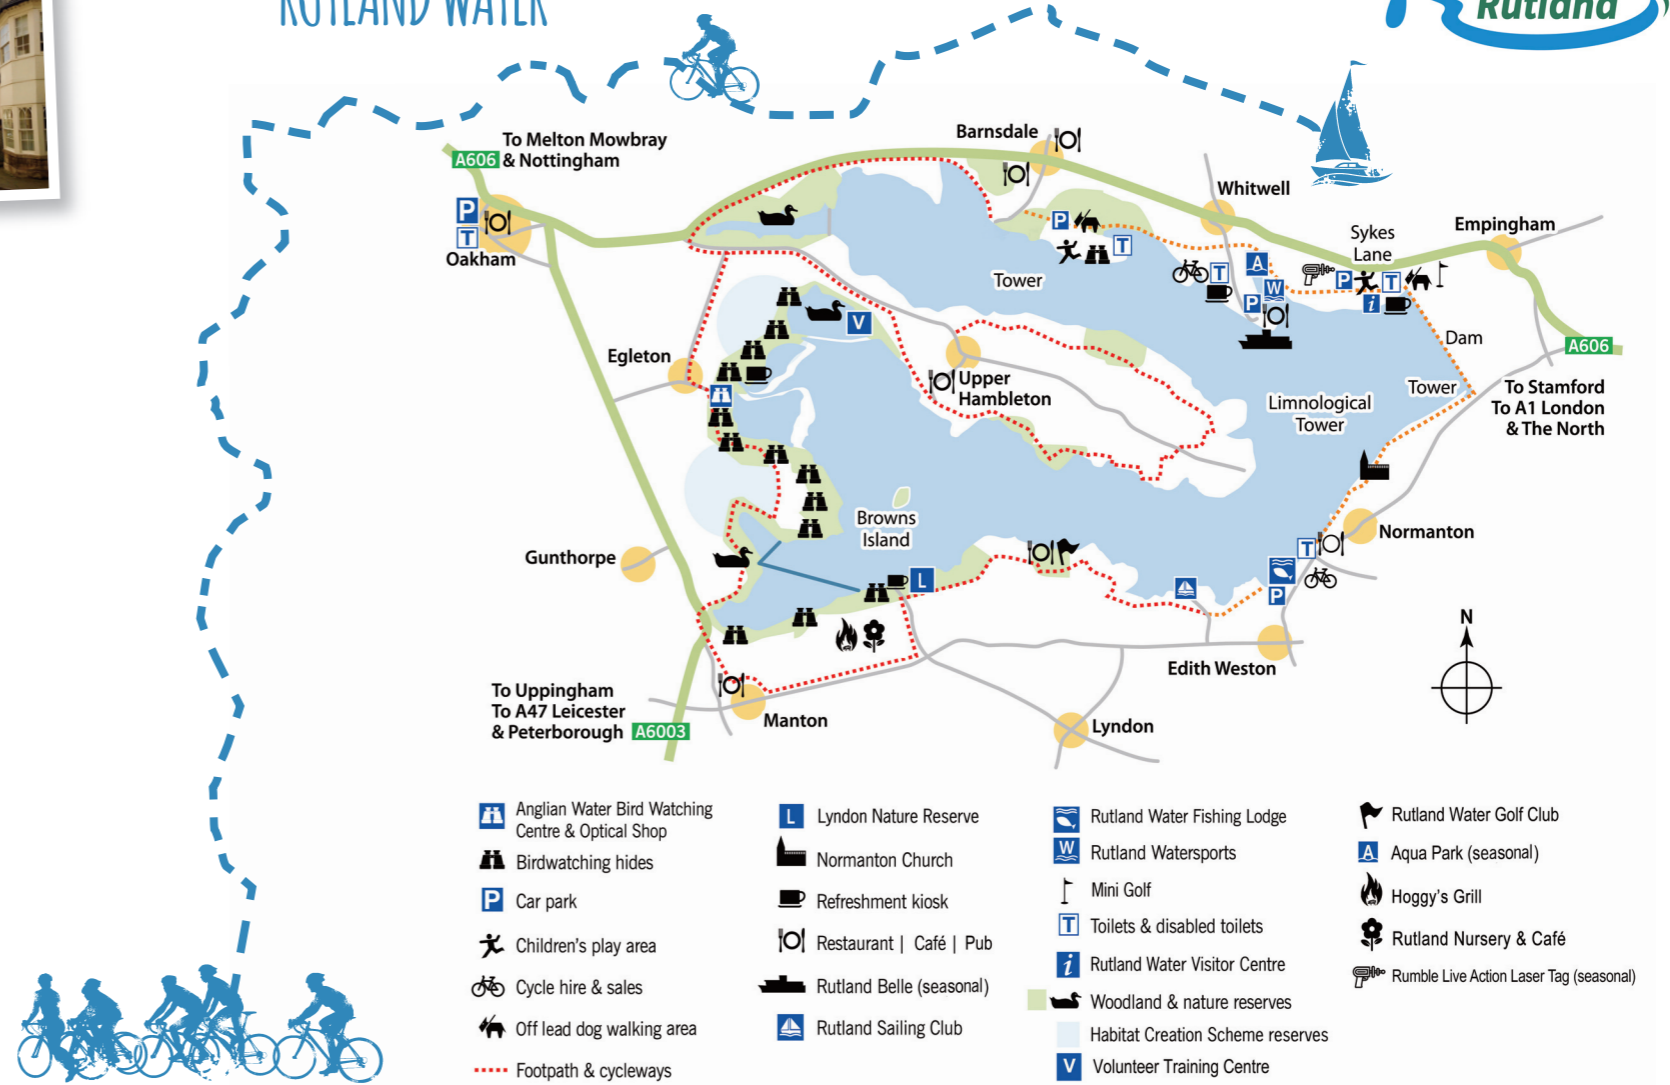 RUTLAND WATER
Rutland
To Melton Mowbray
& Nottingham
A606
P
T
Oakham
Barnsdale
Whitwell
Sykes
Lane
Empingham
P
T
Tower
T
A
W
P
P
T
i
Dam
A606
V
Egleton
Upper
Hambleton
Limnological
Tower
Tower
To Stamford
To A1 London
& The North
Browns
Island
Gunthorpe
L
T
Normanton
P
N
Edith Weston
To Uppingham
To A47 Leicester
& Peterborough
A6003
Manton
Lyndon
Anglian Water Bird Watching
Centre & Optical Shop
Birdwatching hides
P Car park
Children's play area
Cycle hire & sales
Off lead dog walking area
Footpath & cycleways
L Lyndon Nature Reserve
Normanton Church
Refreshment kiosk
Restaurant | Café | Pub
Rutland Belle (seasonal)
Rutland Sailing Club
Rutland Water Fishing Lodge
W Rutland Watersports
Mini Golf
T Toilets & disabled toilets
i Rutland Water Visitor Centre
Woodland & nature reserves
Habitat Creation Scheme reserves
V Volunteer Training Centre
Rutland Water Golf Club
A Aqua Park (seasonal)
Hoggy's Grill
Rutland Nursery & Café
Rumble Live Action Laser Tag (seasonal)